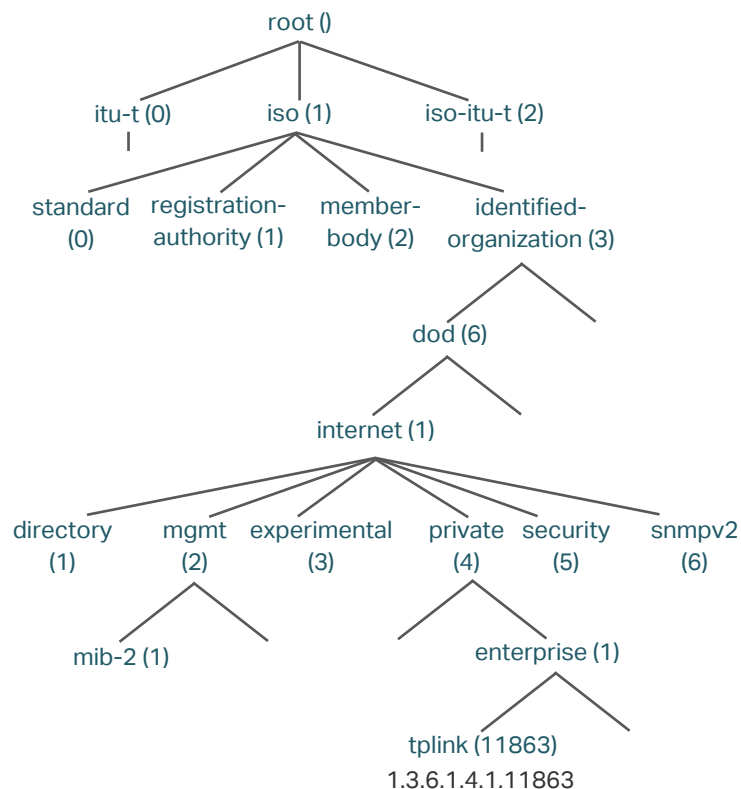 root ()
itu-t (0) iso (1) iso-itu-t (2)
standard (0)
registration-authority (1)
member-body (2)
identified-organization (3)
dod (6)
internet (1)
directory (1)
mgmt (2)
experimental (3)
private (4)
security (5)
snmpv2 (6)
mib-2 (1)
enterprise (1)
tplink (11863)
1.3.6.1.4.1.11863